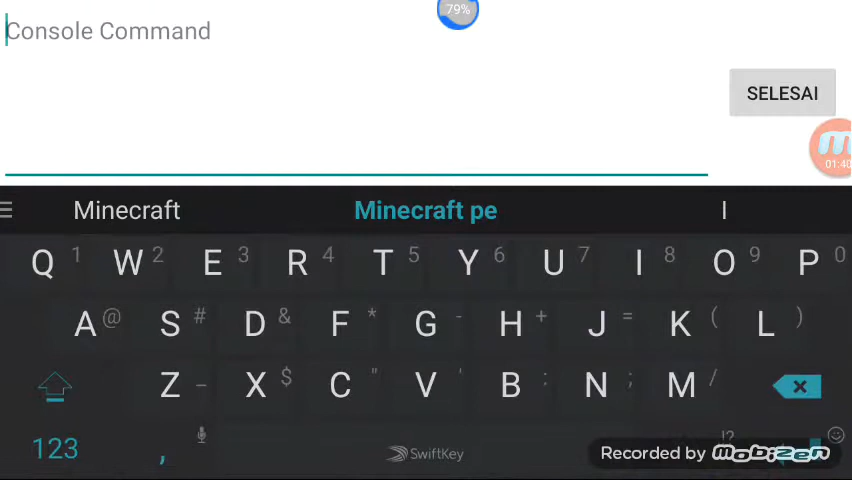 79%
Console Command
SELESAI
01:40
Minecraft Minecraft pe I
Q 1 W 2 E 3 R 4 T 5 Y 6 U 7 I 8 O 9 P 0
A @ S # D & F * G - H + J = K ( L )
Z _ X $ C " V ' B : N ; M /
123 , SwiftKey !?
Recorded by mobizen